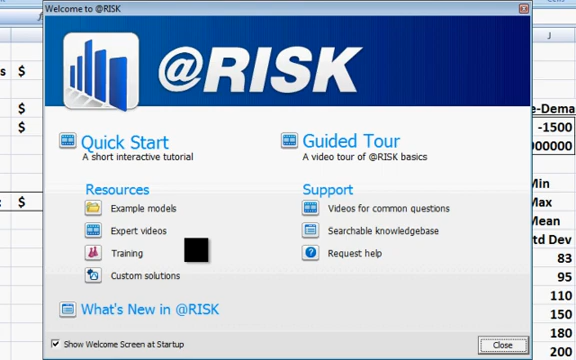 Welcome to @RISK
@RISK
Quick Start
A short interactive tutorial
Guided Tour
A video tour of @RISK basics
Resources
Example models
Expert videos
Training
Custom solutions
Support
Videos for common questions
Searchable knowledgebase
Request help
What's New in @RISK
Show Welcome Screen at Startup
Close
s $
$
$
: $
J
e-Dema
-1500
000000
Min
Max
Mean
td Dev
83
95
110
150
180
200